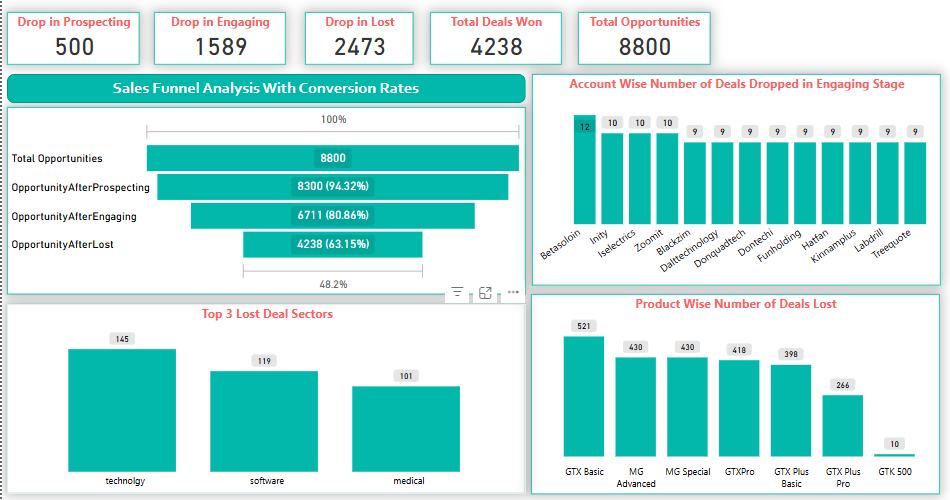 Drop in Prospecting
500
Drop in Engaging
1589
Drop in Lost
2473
Total Deals Won
4238
Total Opportunities
8800
Sales Funnel Analysis With Conversion Rates
100%
Total Opportunities
8800
OpportunityAfterProspecting
8300 (94.32%)
OpportunityAfterEngaging
6711 (80.86%)
OpportunityAfterLost
4238 (63.15%)
48.2%
Account Wise Number of Deals Dropped in Engaging Stage
12
10
10
10
9
9
9
9
9
9
9
9
9
Betasoloin
Inity
Iselectrics
Zoomit
Blackzim
Dalttechnology
Donquadtech
Dontechi
Funholding
Hatfan
Kinnamplus
Labdrill
Treequote
Top 3 Lost Deal Sectors
145
119
101
technolgy
software
medical
Product Wise Number of Deals Lost
521
430
430
418
398
266
10
GTX Basic
MG
Advanced
MG Special
GTXPro
GTX Plus
Basic
GTX Plus
Pro
GTK 500